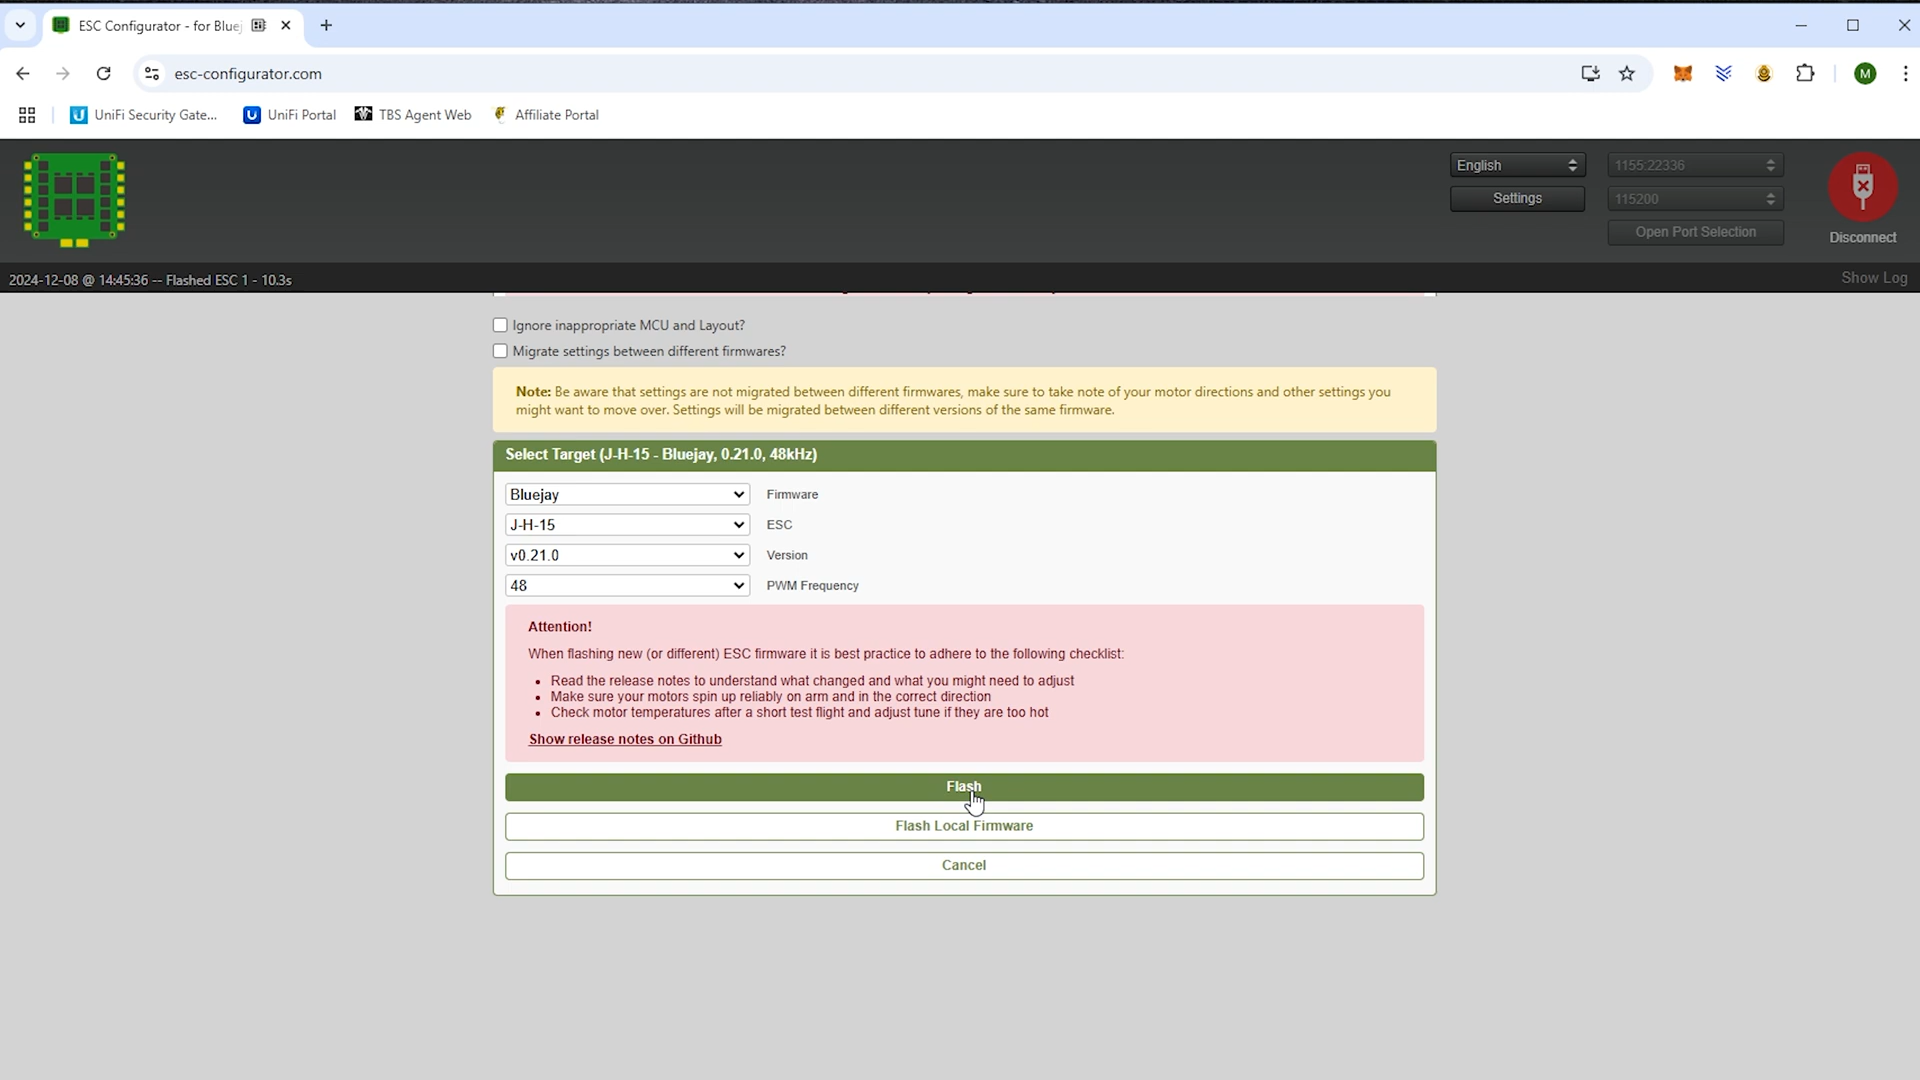 ESC Configurator - for Blue
esc-configurator.com
M
UniFi Security Gate...
UniFi Portal
TBS Agent Web
Affiliate Portal
English
1155:22336
Settings
115200
Open Port Selection
Disconnect
2024-12-08 @ 14:45:36 -- Flashed ESC 1 - 10.3s
Show Log
Ignore inappropriate MCU and Layout?
Migrate settings between different firmwares?
Note: Be aware that settings are not migrated between different firmwares, make sure to take note of your motor directions and other settings you
might want to move over. Settings will be migrated between different versions of the same firmware.
Select Target (J-H-15 - Bluejay, 0.21.0, 48kHz)
Bluejay Firmware
J-H-15 ESC
v0.21.0 Version
48 PWM Frequency
Attention!
When flashing new (or different) ESC firmware it is best practice to adhere to the following checklist:
• Read the release notes to understand what changed and what you might need to adjust
• Make sure your motors spin up reliably on arm and in the correct direction
• Check motor temperatures after a short test flight and adjust tune if they are too hot
Show release notes on Github
Flash
Flash Local Firmware
Cancel